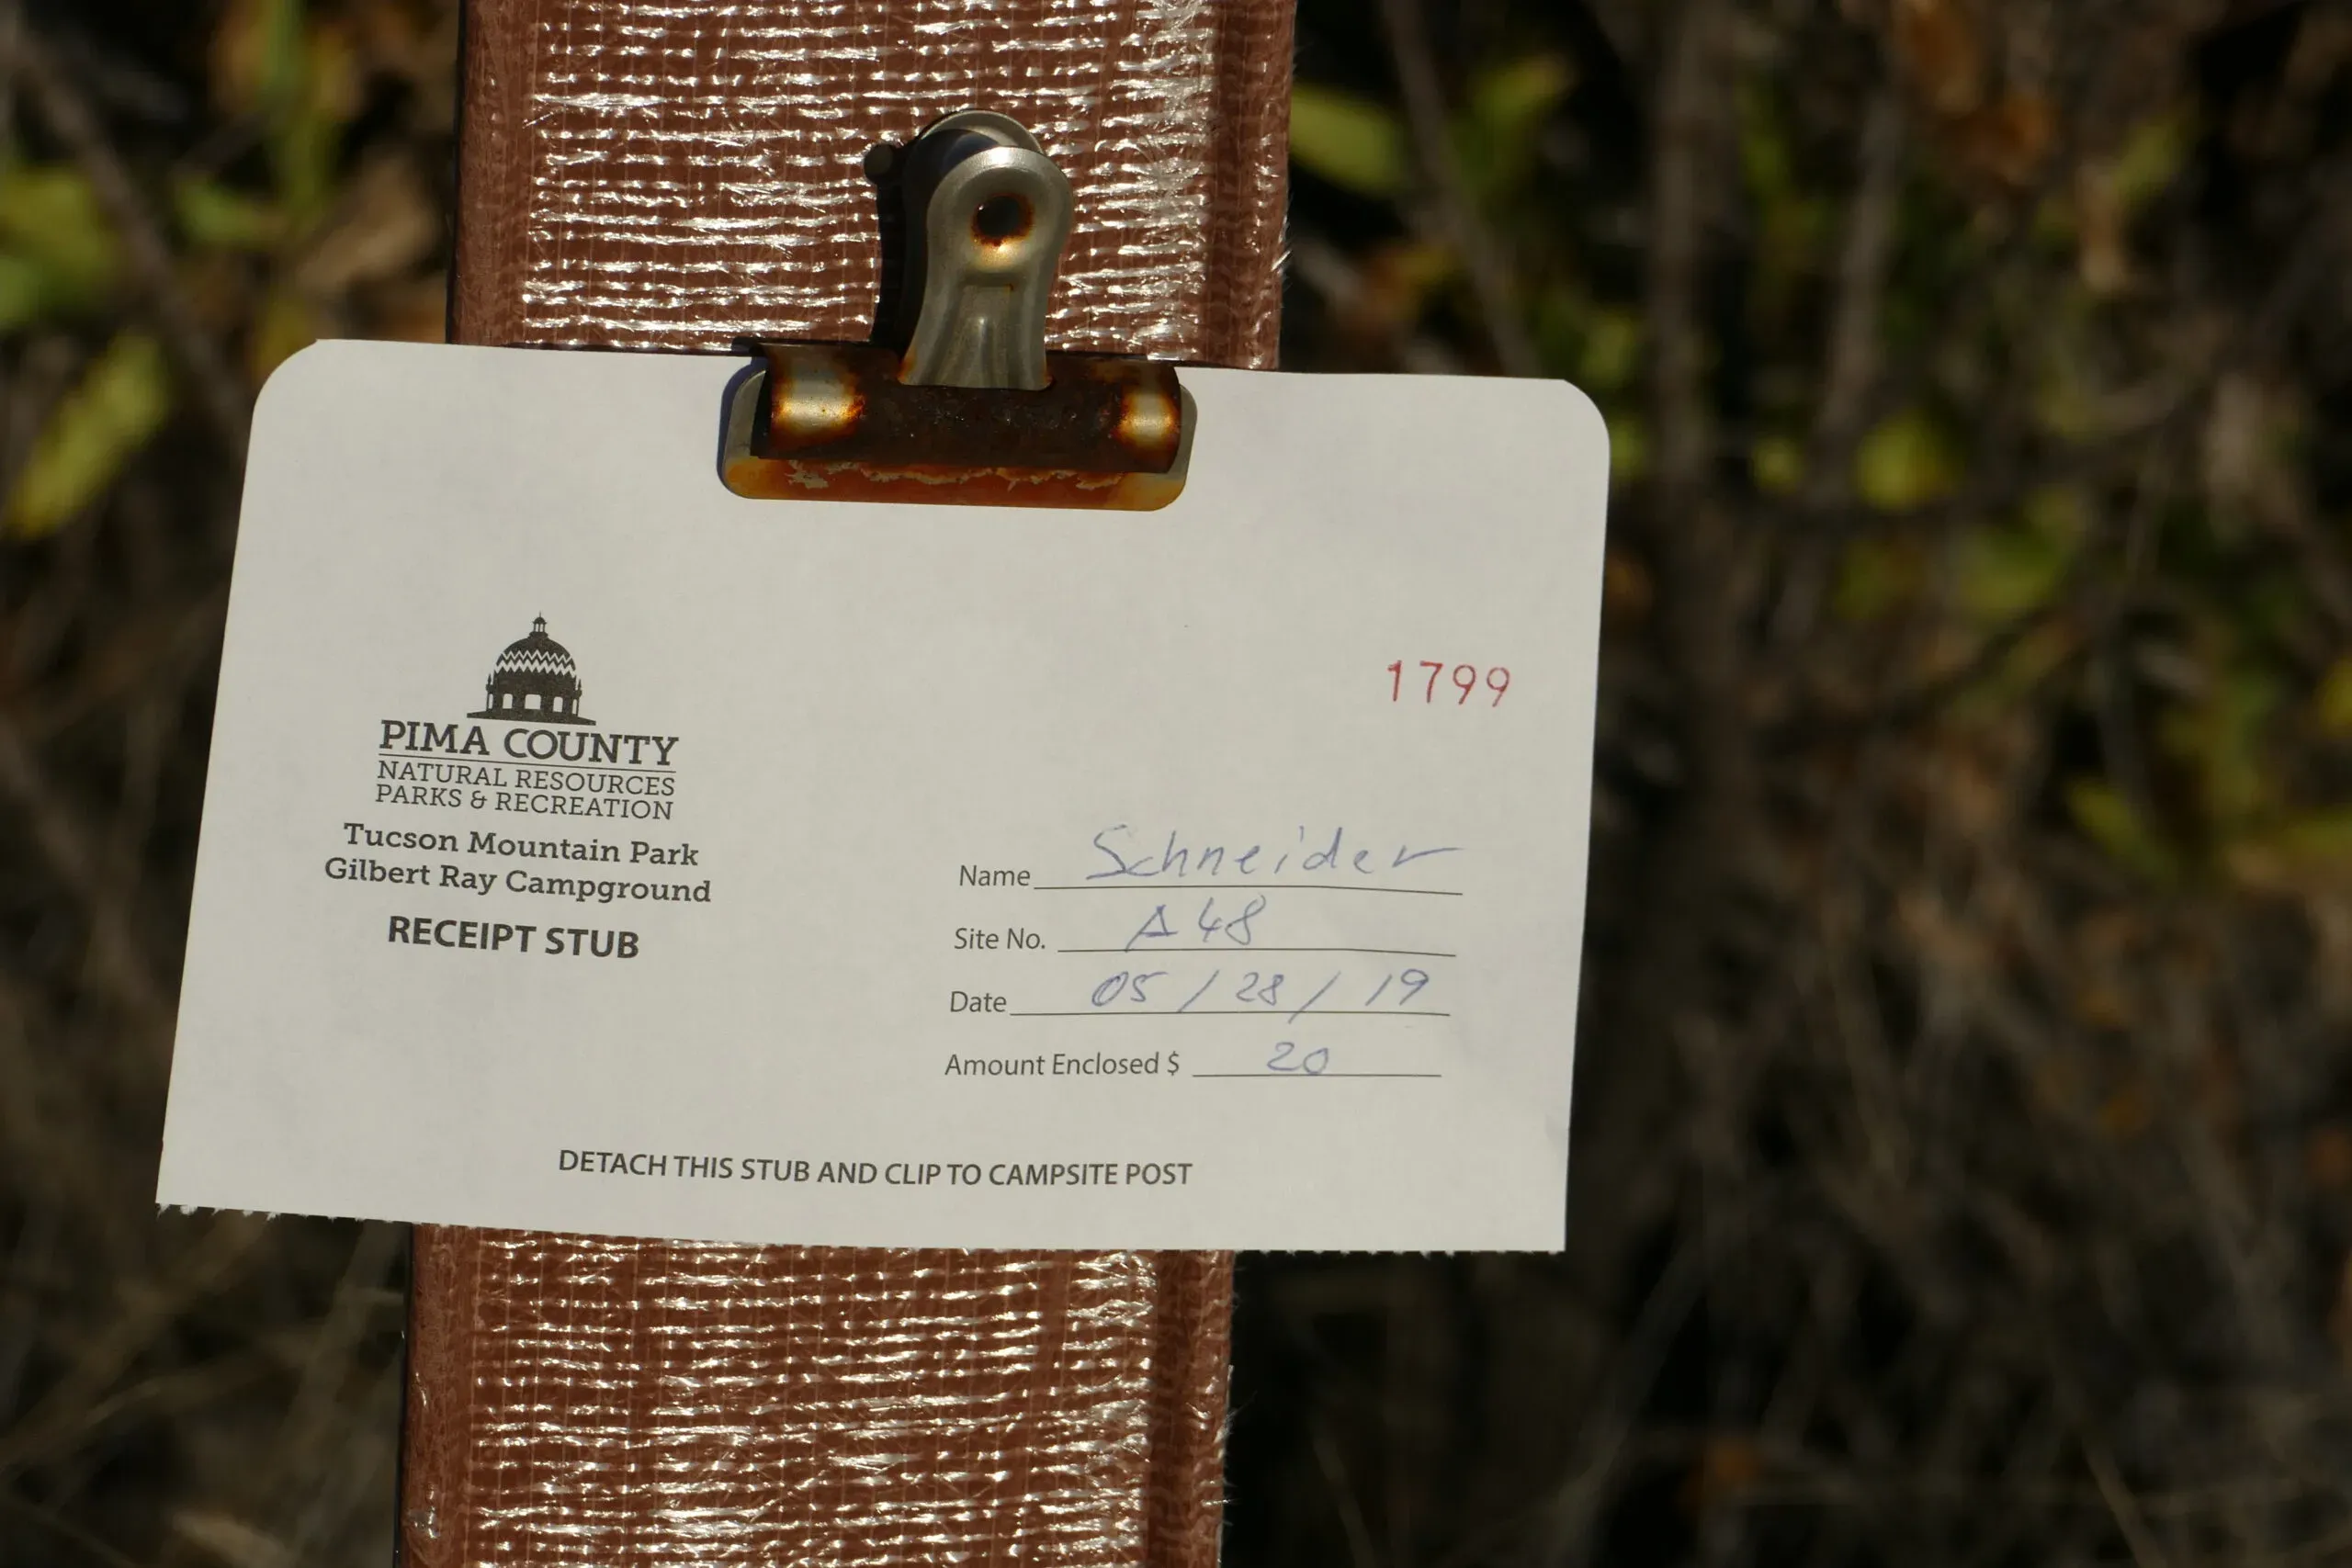 PIMA COUNTY
NATURAL RESOURCES
PARKS & RECREATION
Tucson Mountain Park
Gilbert Ray Campground
RECEIPT STUB
1799
Name Schneider
Site No. A48
Date 05/28/19
Amount Enclosed $ 20
DETACH THIS STUB AND CLIP TO CAMPSITE POST